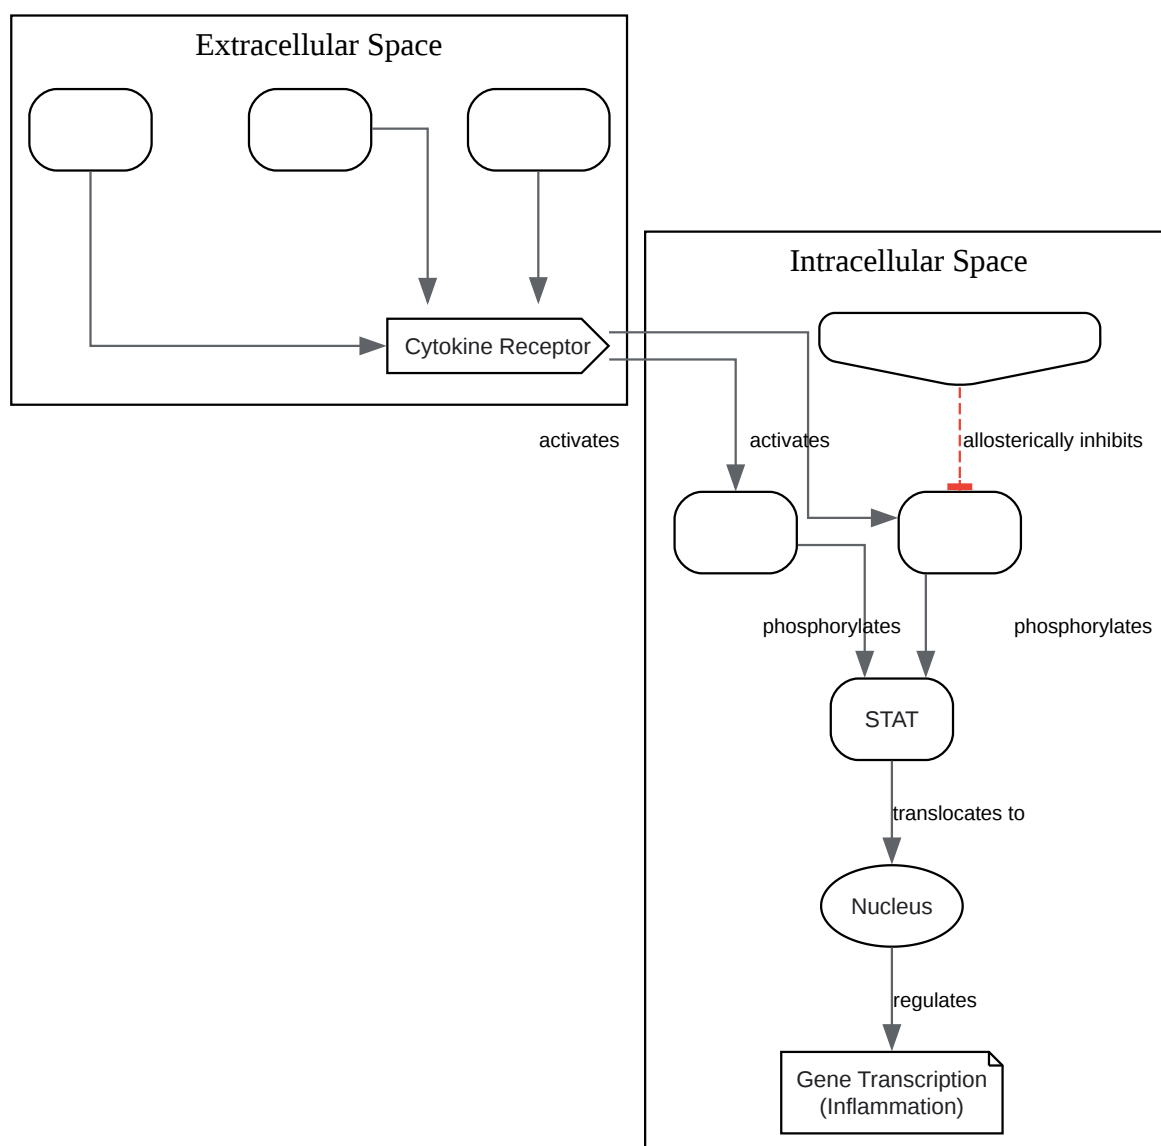 Extracellular Space
Cytokine Receptor
Intracellular Space
activates
activates
allosterically inhibits
phosphorylates
phosphorylates
STAT
translocates to
Nucleus
regulates
Gene Transcription
(Inflammation)